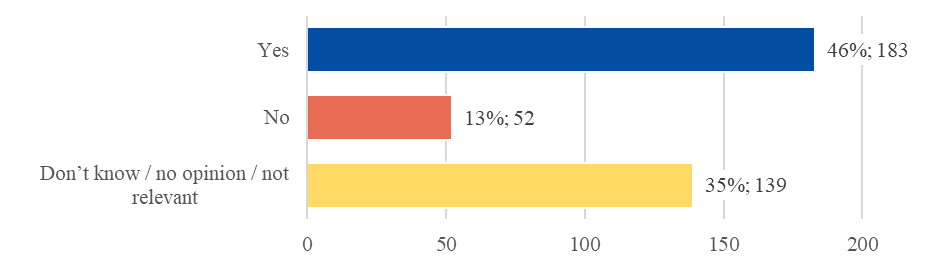 Yes
46%; 183
No
13%; 52
Don’t know / no opinion / not
relevant
35%; 139
0 50 100 150 200